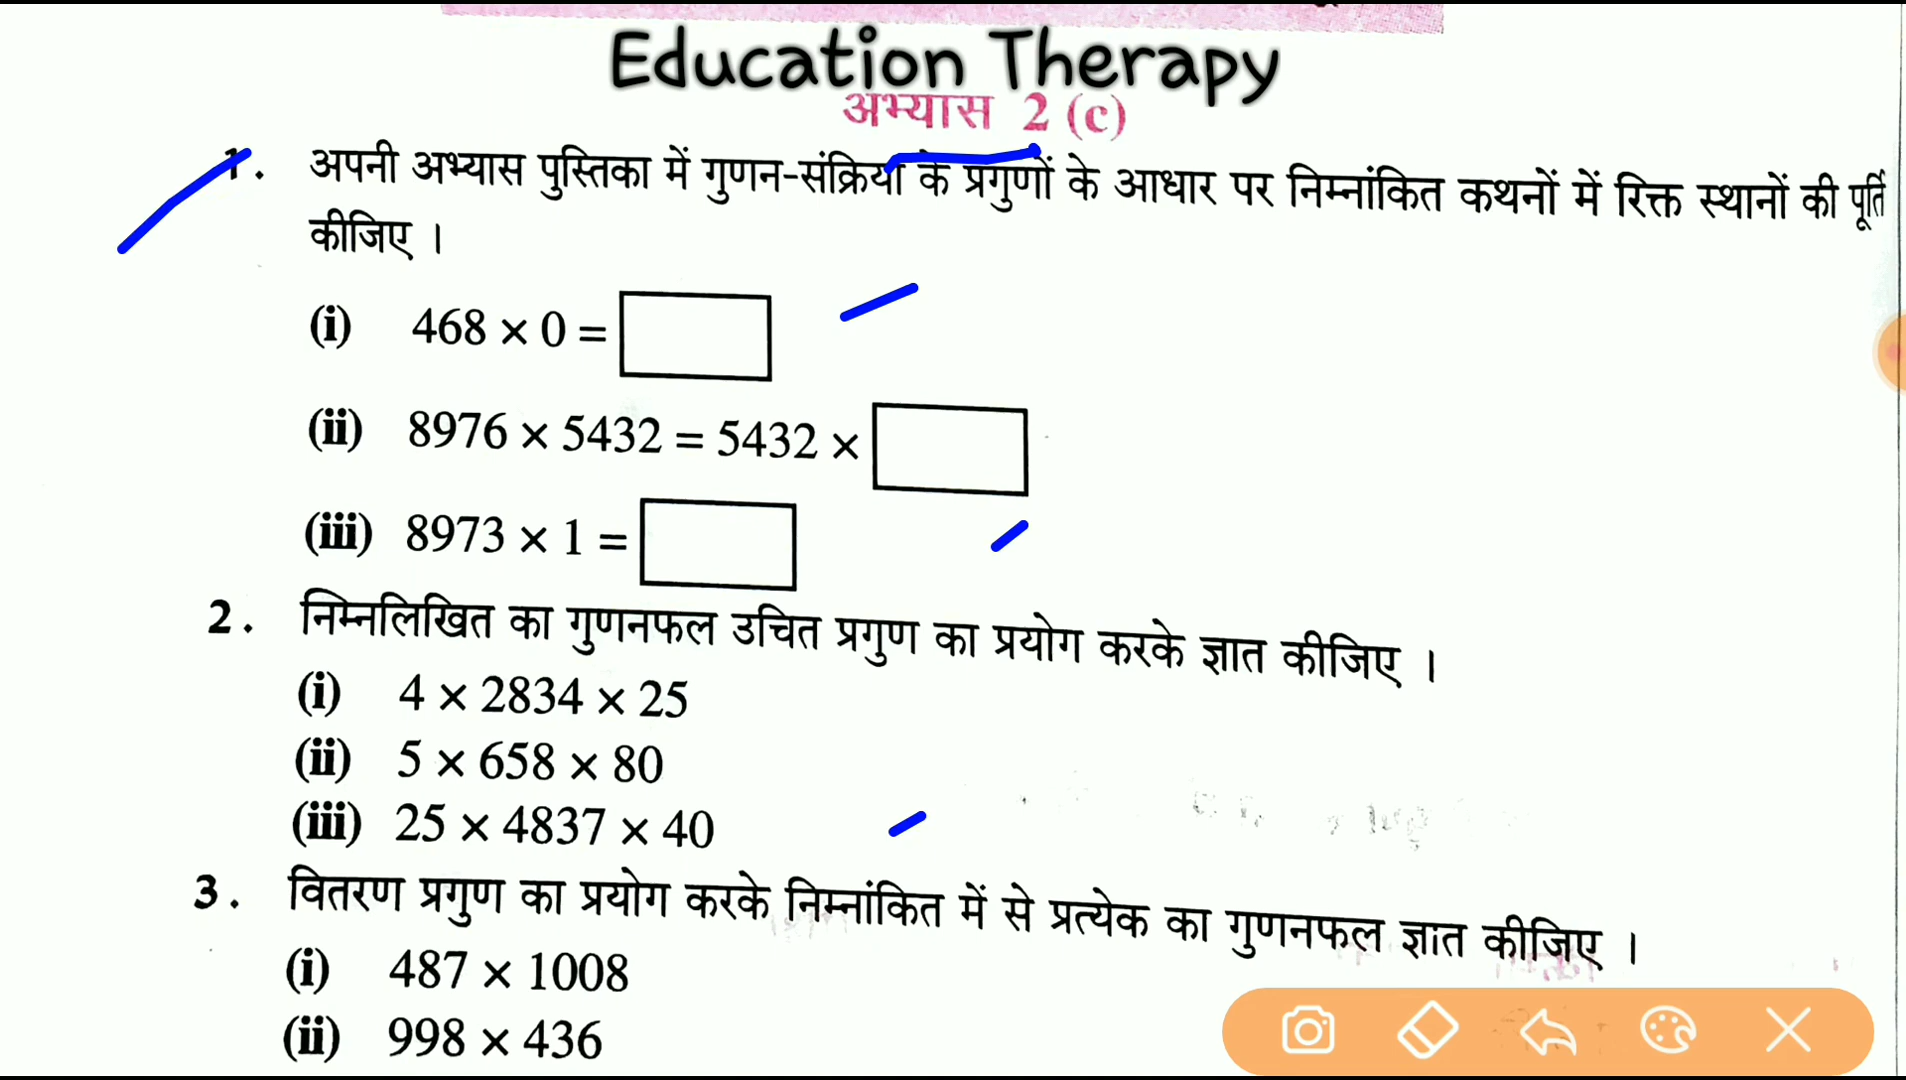 Education Therapy
अभ्यास 2 (c)
1. अपनी अभ्यास पुस्तिका में गुणन-संक्रिया के प्रगुणों के आधार पर निम्नांकित कथनों में रिक्त स्थानों की पूर्ति
कीजिए ।
(i) 468 × 0 =
(ii) 8976 × 5432 = 5432 ×
(iii) 8973 × 1 =
2. निम्नलिखित का गुणनफल उचित प्रगुण का प्रयोग करके ज्ञात कीजिए ।
(i) 4 × 2834 × 25
(ii) 5 × 658 × 80
(iii) 25 × 4837 × 40
3. वितरण प्रगुण का प्रयोग करके निम्नांकित में से प्रत्येक का गुणनफल ज्ञात कीजिए ।
(i) 487 × 1008
(ii) 998 × 436